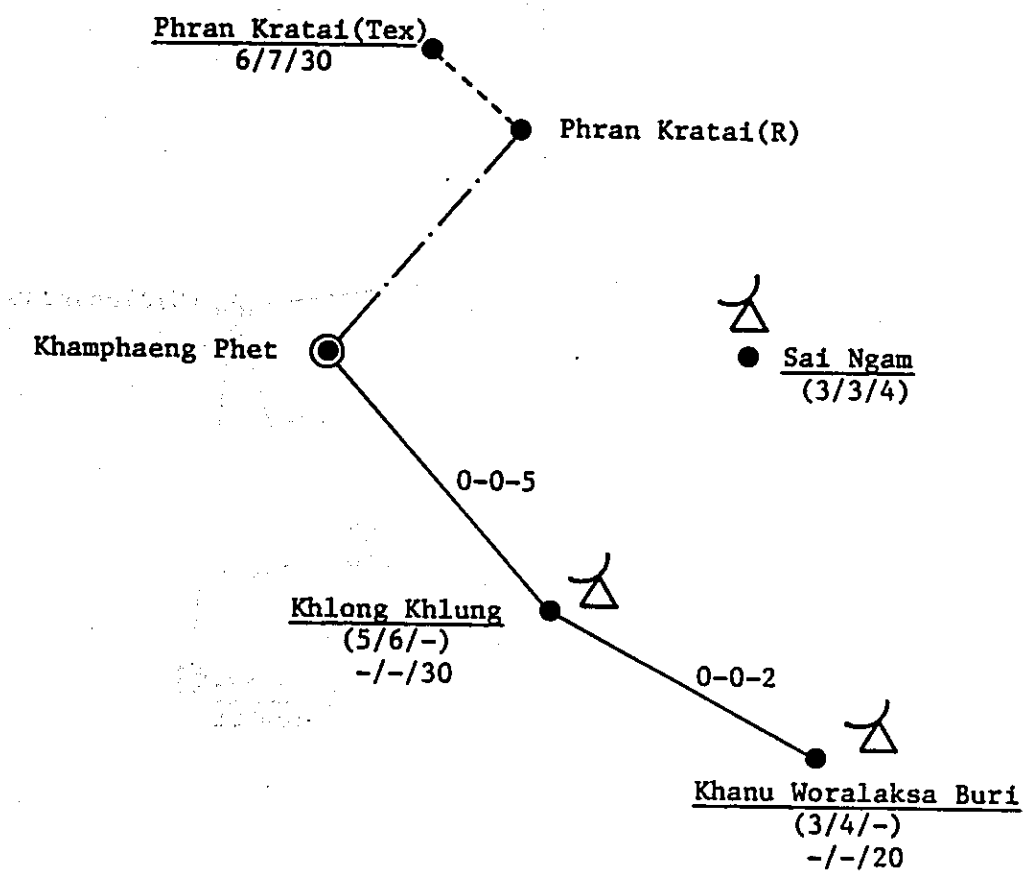 Phran Kratai(Tex)
6/7/30
Phran Kratai(R)
Khamphaeng Phet
Sai Ngam
(3/3/4)
0-0-5
Khlong Khlung
(5/6/-)
-/-/30
0-0-2
Khanu Woralaksa Buri
(3/4/-)
-/-/20